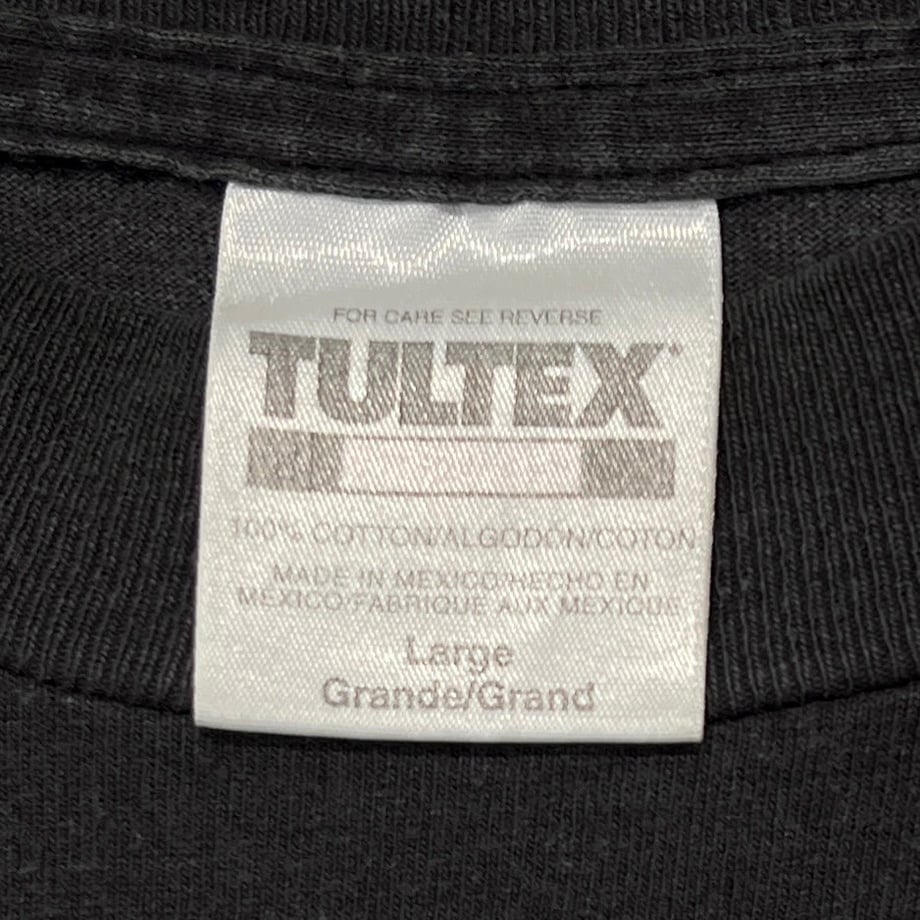 FOR CARE SEE REVERSE
TULTEX
100% COTTON/ALGODON/COTON
MADE IN MEXICO/HECHO EN
MEXICO/FABRIQUE AUX MEXIQUE
Large
Grande/Grand